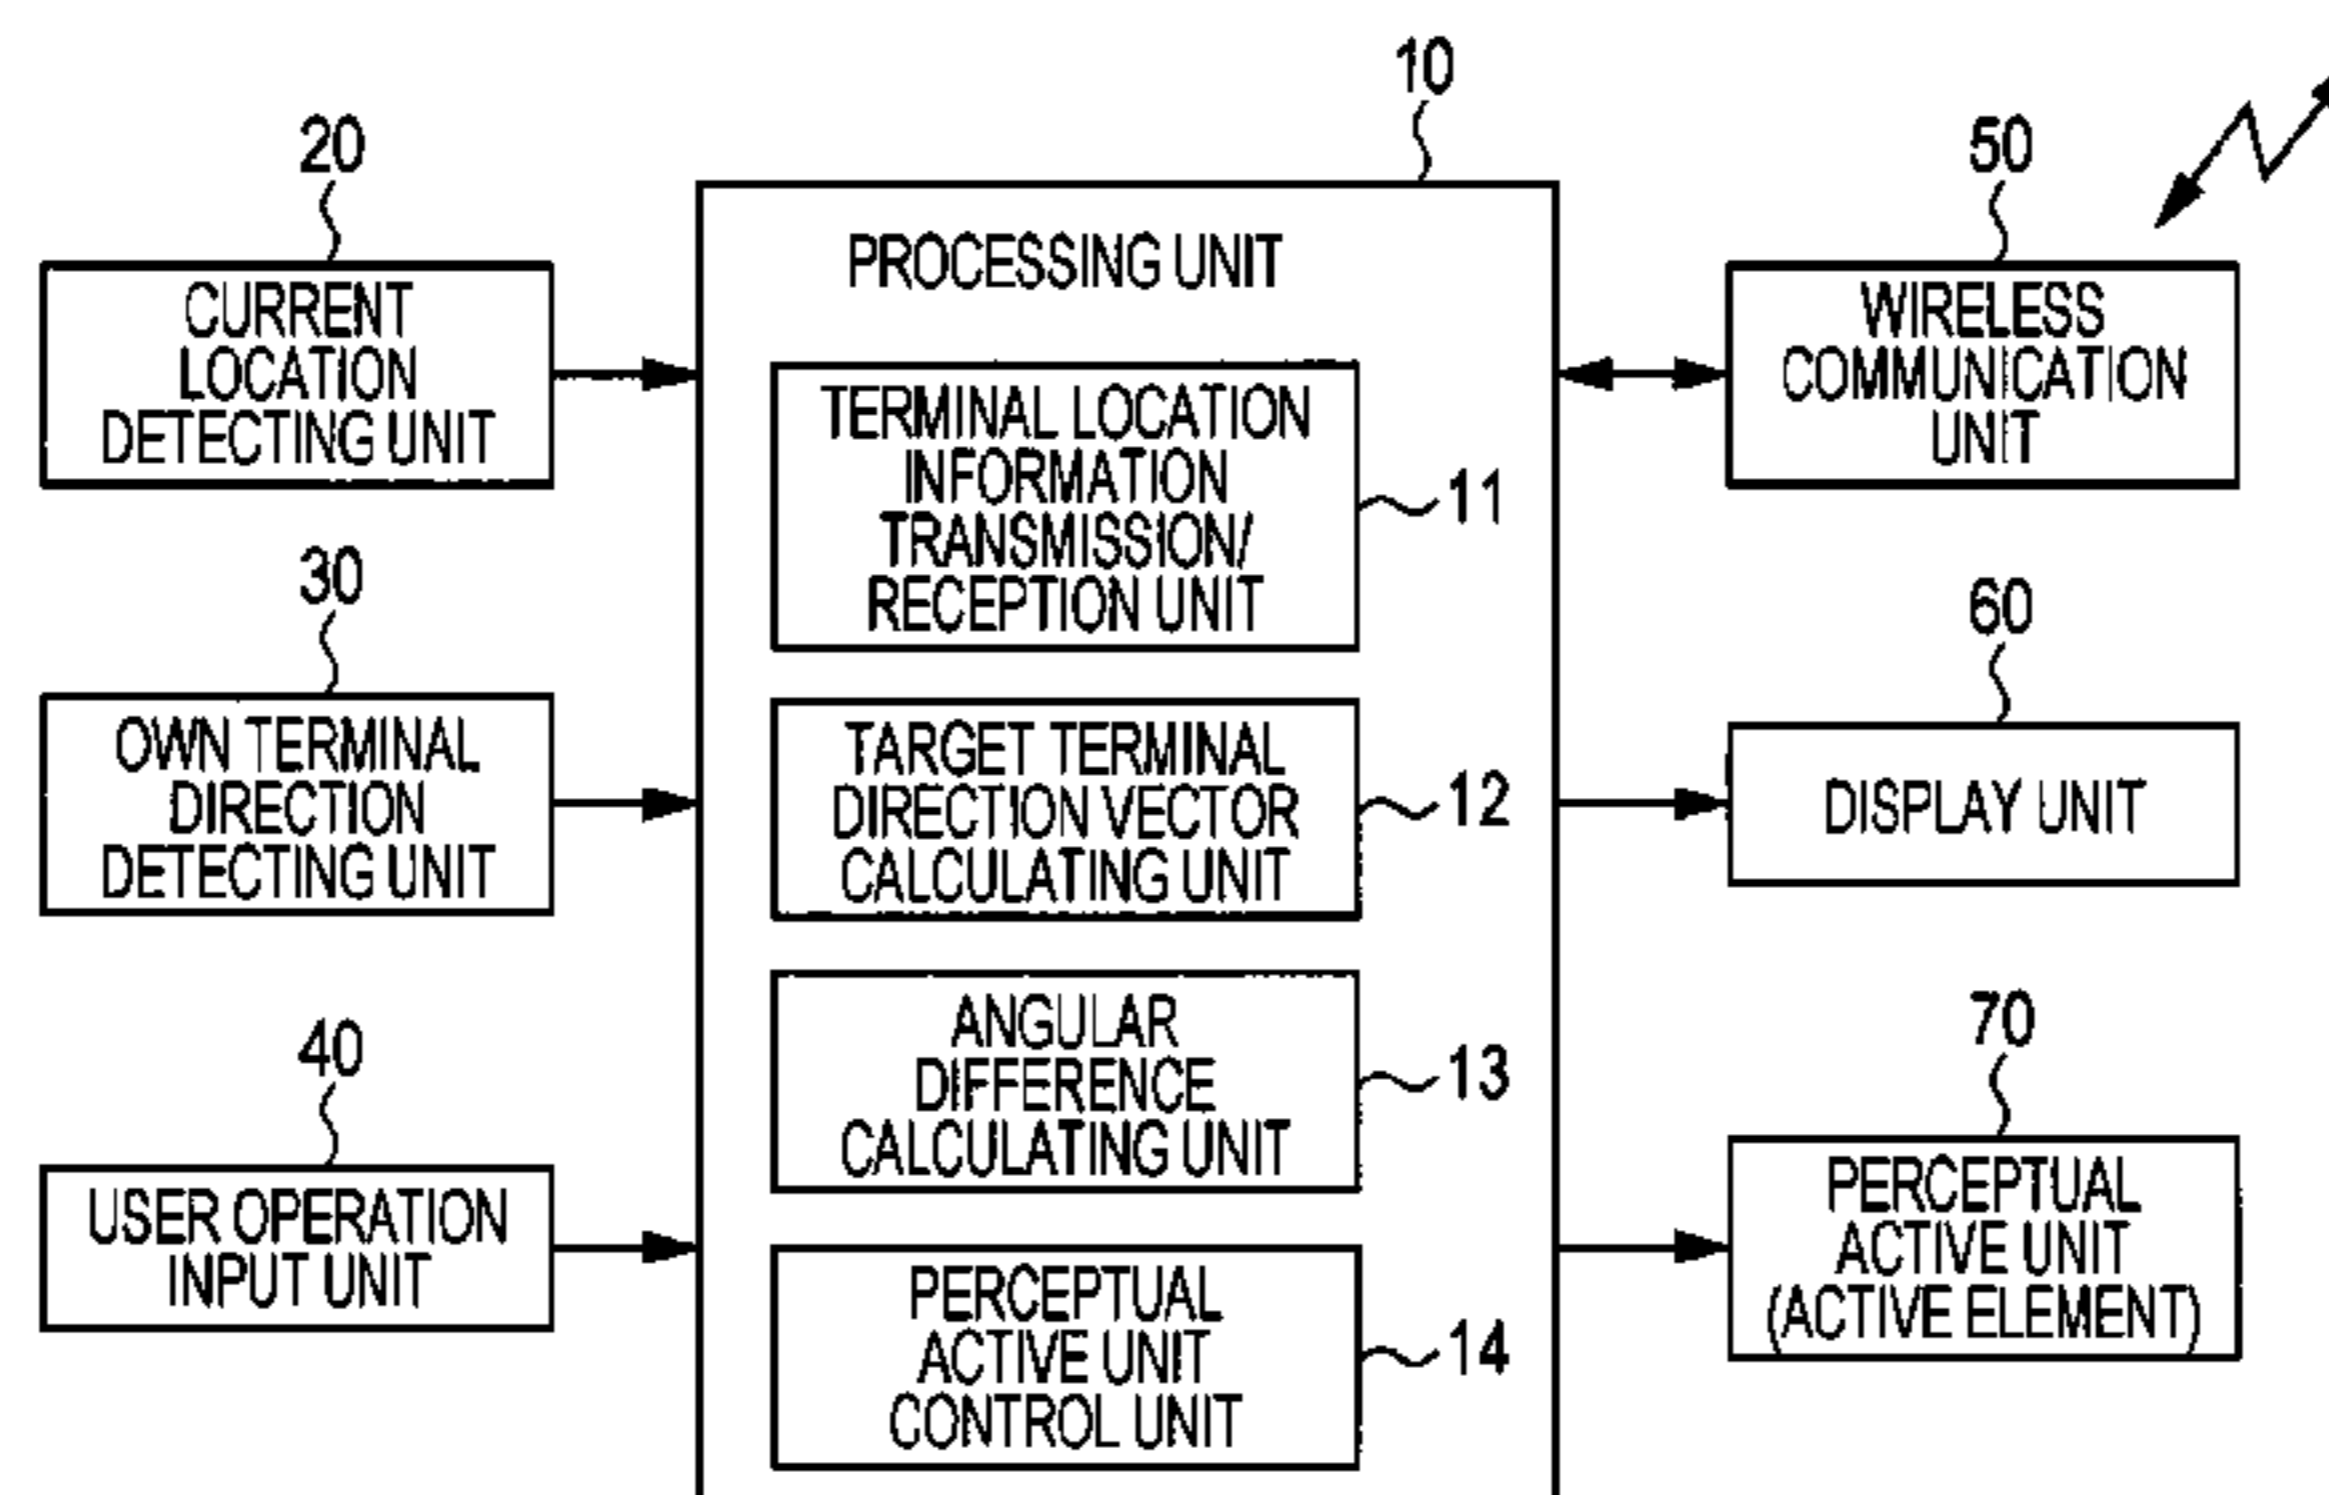 10
20
50
PROCESSING UNIT
CURRENT
LOCATION
DETECTING UNIT
WIRELESS
COMMUNICATION
UNIT
TERMINAL LOCATION
INFORMATION
TRANSMISSION/
RECEPTION UNIT
11
30
60
OWN TERMINAL
DIRECTION
DETECTING UNIT
TARGET TERMINAL
DIRECTION VECTOR
CALCULATING UNIT
12
DISPLAY UNIT
40
ANGULAR
DIFFERENCE
CALCULATING UNIT
13
70
USER OPERATION
INPUT UNIT
PERCEPTUAL
ACTIVE UNIT
CONTROL UNIT
14
PERCEPTUAL
ACTIVE UNIT
(ACTIVE ELEMENT)